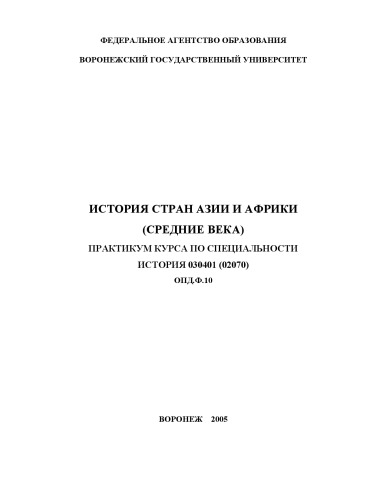 ФЕДЕРАЛЬНОЕ АГЕНТСТВО ОБРАЗОВАНИЯ
ВОРОНЕЖСКИЙ ГОСУДАРСТВЕННЫЙ УНИВЕРСИТЕТ
ИСТОРИЯ СТРАН АЗИИ И АФРИКИ
(СРЕДНИЕ ВЕКА)
ПРАКТИКУМ КУРСА ПО СПЕЦИАЛЬНОСТИ
ИСТОРИЯ 030401 (02070)
ОПД.Ф.10
ВОРОНЕЖ 2005